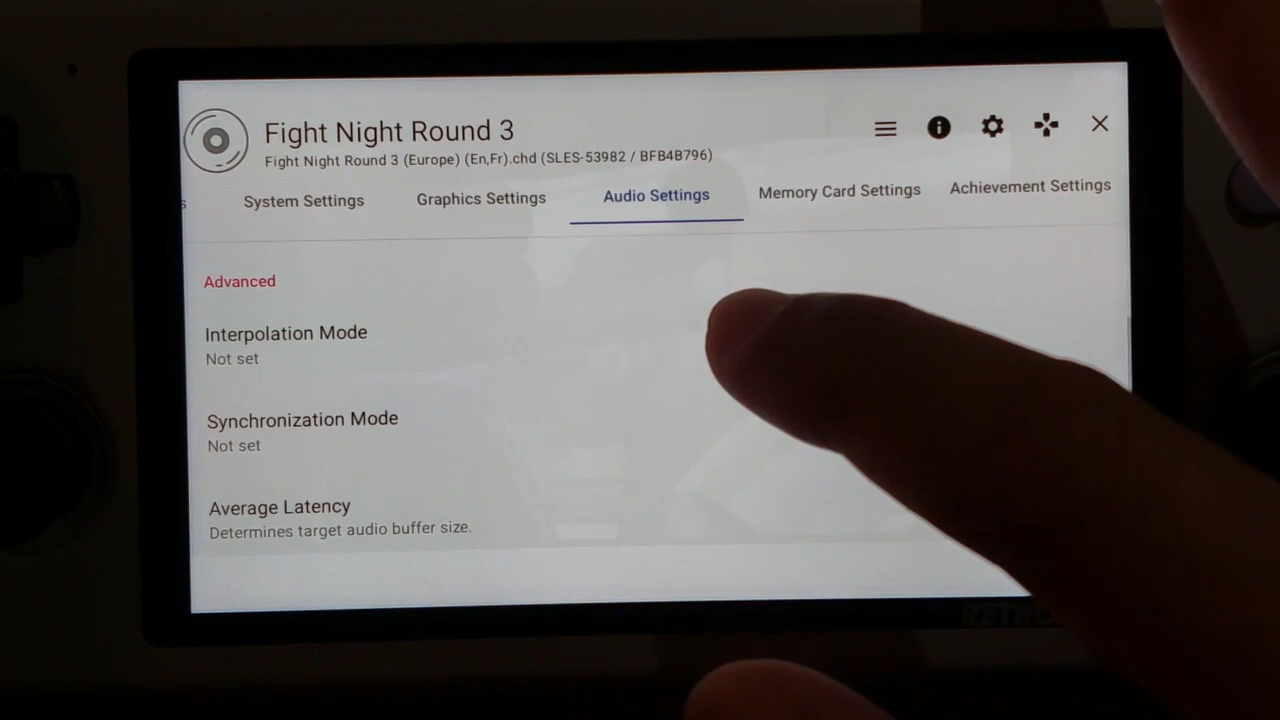 Fight Night Round 3
Fight Night Round 3 (Europe) (En,Fr).chd (SLES-53982 / BFB4B796)
s System Settings Graphics Settings Audio Settings Memory Card Settings Achievement Settings
Advanced
Interpolation Mode
Not set
Synchronization Mode
Not set
Average Latency
Determines target audio buffer size.